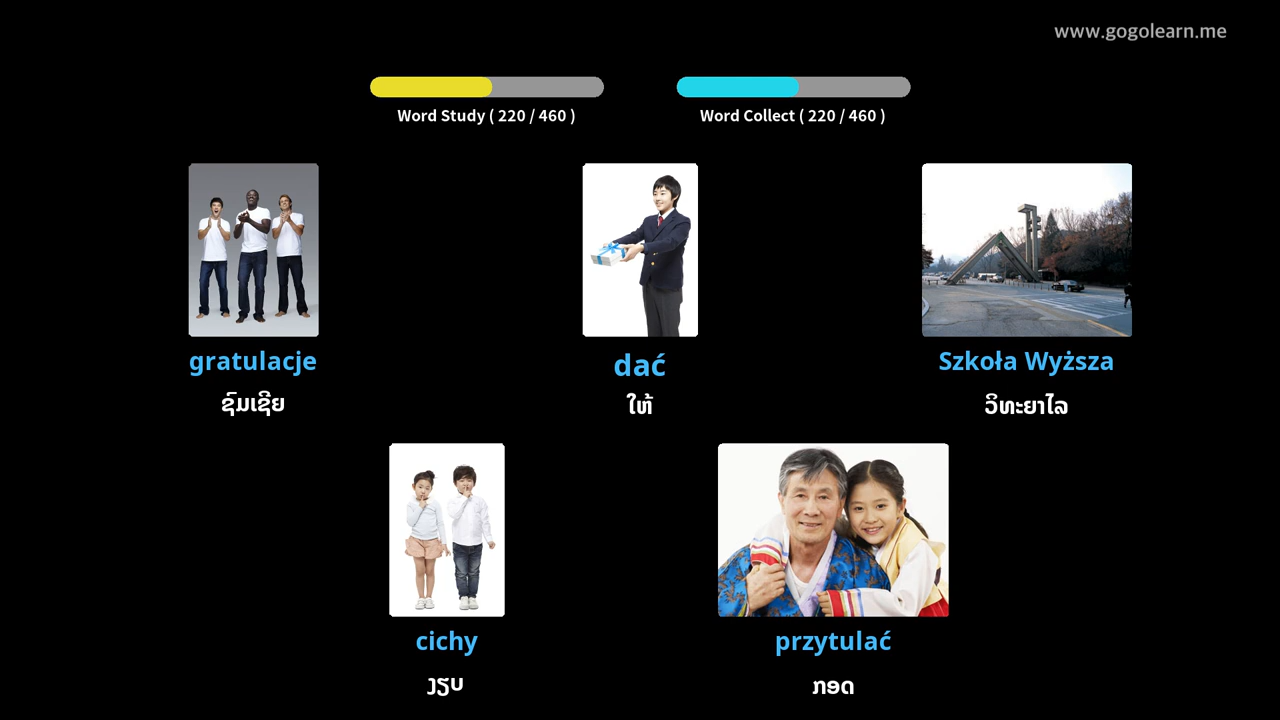 www.gogolearn.me
Word Study ( 220 / 460 )
Word Collect ( 220 / 460 )
gratulacje
ຊົມເຊີຍ
dać
ໃຫ້
Szkoła Wyższa
ວິທະຍາໄລ
cichy
ງຽບ
przytulać
ກອດ